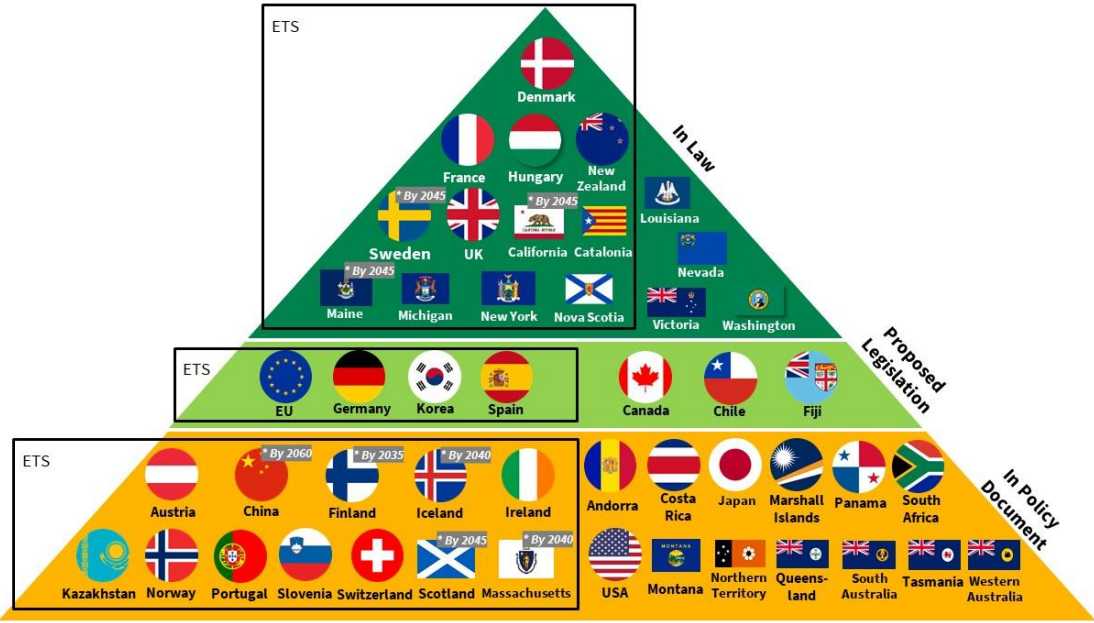 ETS
Denmark
In Law
France
Hungary
New
Zealand
* By 2045
* By 2045
Louisiana
Sweden
UK
California
Catalonia
Nevada
* By 2045
Maine
Michigan
New York
Nova Scotia
Victoria
Washington
Proposed
Legislation
ETS
EU
Germany
Korea
Spain
Canada
Chile
Fiji
ETS
In Policy
Document
* By 2060
* By 2035
* By 2040
Austria
China
Finland
Iceland
Ireland
Andorra
Costa
Rica
Japan
Marshall
Islands
Panama
South
Africa
* By 2045
* By 2040
MONTANA
Kazakhstan
Norway
Portugal
Slovenia
Switzerland
Scotland
Massachusetts
USA
Montana
Northern
Territory
Queens-
land
South
Australia
Tasmania
Western
Australia